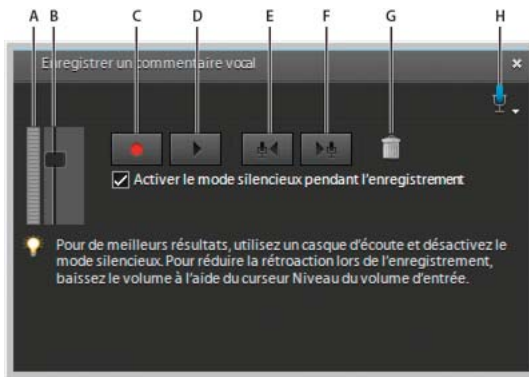 A B C D E F G H
Enregistrer un commentaire vocal
Activer le mode silencieux pendant l'enregistrement
Pour de meilleurs résultats, utilisez un casque d'écoute et désactivez le
mode silencieux. Pour réduire la rétroaction lors de l'enregistrement,
baissez le volume à l'aide du curseur Niveau du volume d'entrée.